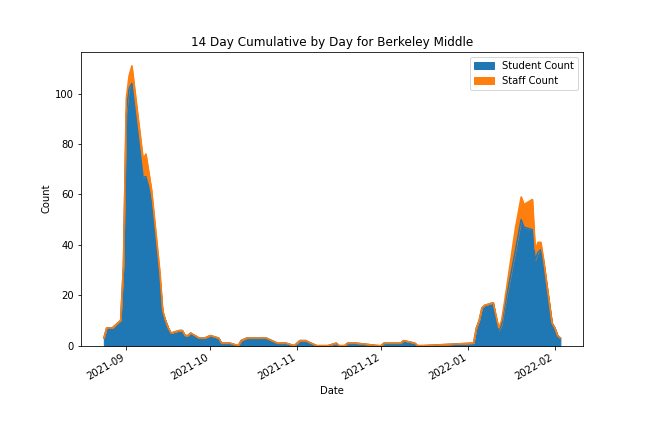 14 Day Cumulative by Day for Berkeley Middle
Student Count
Staff Count
Count
100
80
60
40
20
0
2021-09
2021-10
2021-11
2021-12
2022-01
2022-02
Date